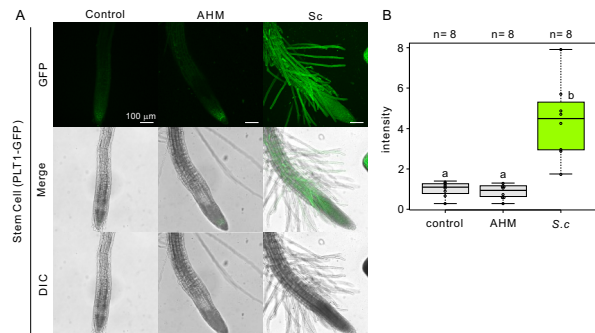 A
Control AHM Sc
Stem Cell (PLT1-GFP)
GFP
100 μm
Merge
DIC
B
n= 8 n= 8 n= 8
intensity
8
6
4
2
0
a a b
control AHM S.c